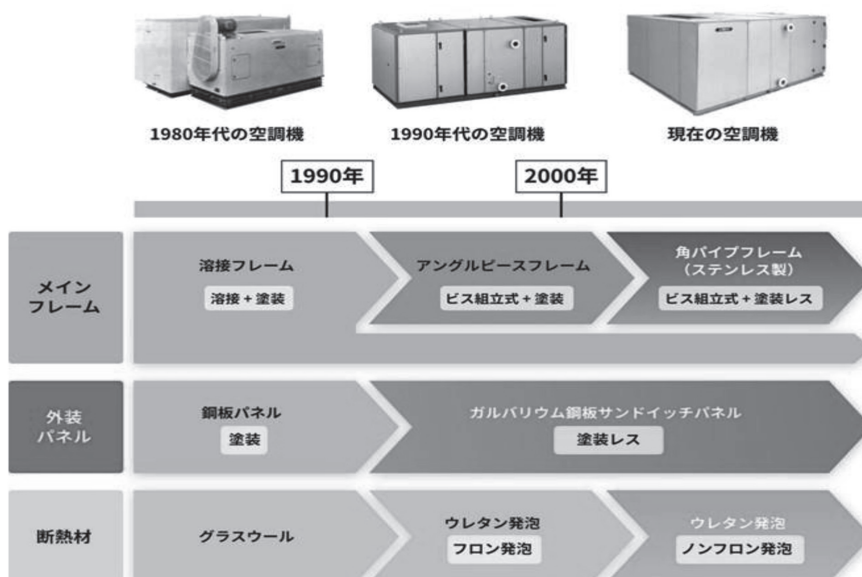 1980年代の空調機
1990年代の空調機
現在の空調機
1990年
2000年
メイン
フレーム
溶接フレーム
溶接 + 塗装
アングルピースフレーム
ビス組立式 + 塗装
角パイプフレーム
(ステンレス製)
ビス組立式 + 塗装レス
外装
パネル
鋼板パネル
塗装
ガルバリウム鋼板サンドイッチパネル
塗装レス
断熱材
グラスウール
ウレタン発泡
フロン発泡
ウレタン発泡
ノンフロン発泡